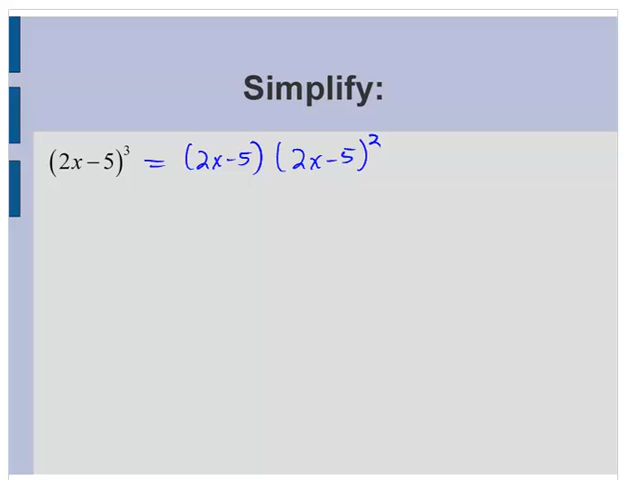 Simplify:
(2x − 5)³ = (2x−5) (2x−5)²